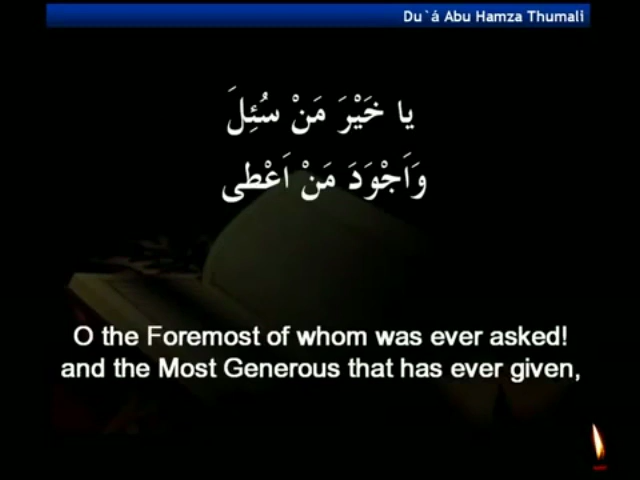 Du`á Abu Hamza Thumali
يا خَيْرَ مَنْ سُئِلَ
وَاَجْوَدَ مَنْ اَعْطى
O the Foremost of whom was ever asked!
and the Most Generous that has ever given,